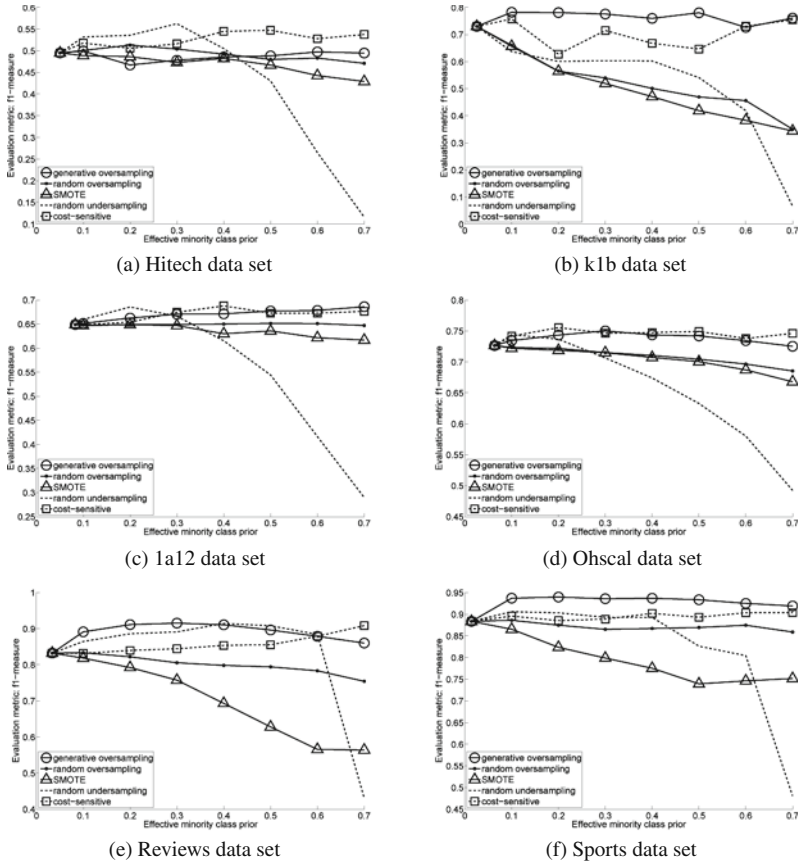 Evaluation metric: f1-measure
0.6
0.55
0.5
0.45
0.4
0.35
0.3
0.25
0.2
0.15
0.1
generative oversampling
random oversampling
SMOTE
random undersampling
cost-sensitive
0 0.1 0.2 0.3 0.4 0.5 0.6 0.7
Effective minority class prior
(a) Hitech data set
Evaluation metric: f1-measure
0.8
0.7
0.6
0.5
0.4
0.3
0.2
0.1
0
generative oversampling
random oversampling
SMOTE
random undersampling
cost-sensitive
0 0.1 0.2 0.3 0.4 0.5 0.6 0.7
Effective minority class prior
(b) k1b data set
Evaluation metric: f1-measure
0.7
0.65
0.6
0.55
0.5
0.45
0.4
0.35
0.3
0.25
generative oversampling
random oversampling
SMOTE
random undersampling
cost-sensitive
0 0.1 0.2 0.3 0.4 0.5 0.6 0.7
Effective minority class prior
(c) 1a12 data set
Evaluation metric: f1-measure
0.8
0.75
0.7
0.65
0.6
0.55
0.5
0.45
generative oversampling
random oversampling
SMOTE
random undersampling
cost-sensitive
0 0.1 0.2 0.3 0.4 0.5 0.6 0.7
Effective minority class prior
(d) Ohscal data set
Evaluation metric: f1-measure
1
0.9
0.8
0.7
0.6
0.5
0.4
generative oversampling
random oversampling
SMOTE
random undersampling
cost-sensitive
0 0.1 0.2 0.3 0.4 0.5 0.6 0.7
Effective minority class prior
(e) Reviews data set
Evaluation metric: f1-measure
0.95
0.9
0.85
0.8
0.75
0.7
0.65
0.6
0.55
0.5
0.45
generative oversampling
random oversampling
SMOTE
random undersampling
cost-sensitive
0 0.1 0.2 0.3 0.4 0.5 0.6 0.7
Effective minority class prior
(f) Sports data set